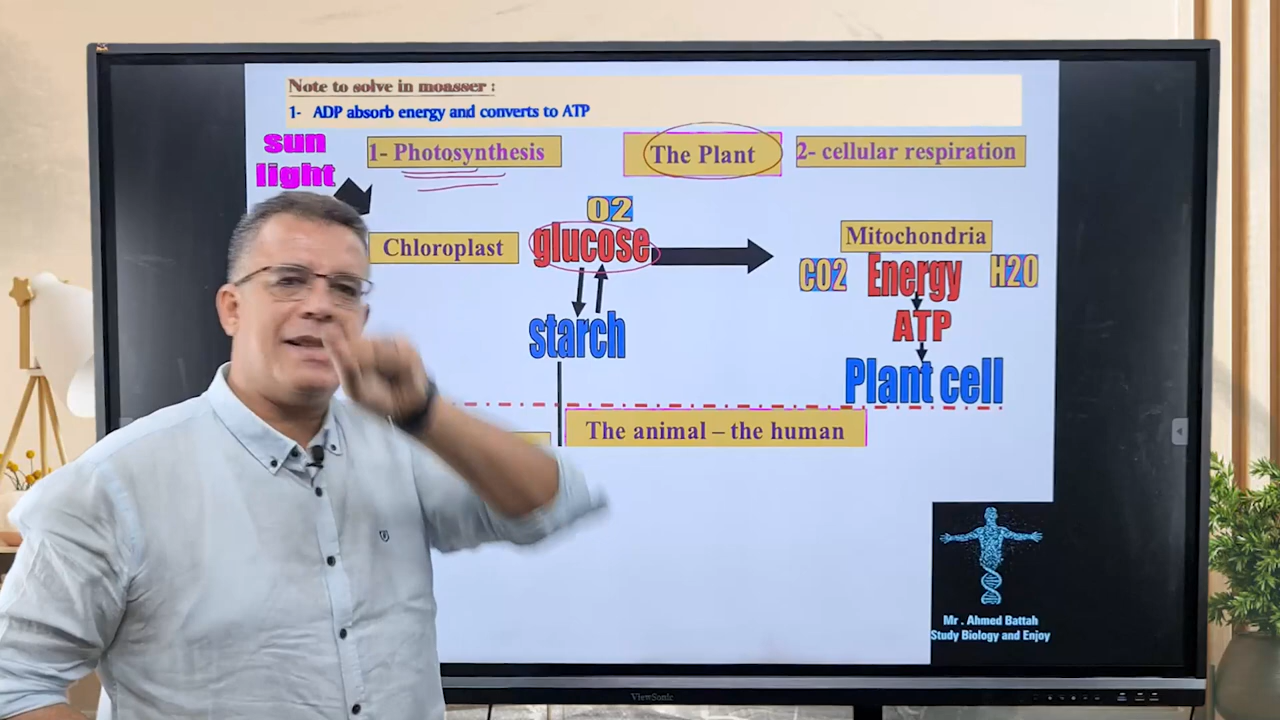 Note to solve in moasser :
1- ADP absorb energy and converts to ATP
sun
light
1- Photosynthesis
The Plant
2- cellular respiration
O2
Chloroplast
glucose
Mitochondria
CO2
Energy
H2O
starch
ATP
Plant cell
The animal – the human
Mr . Ahmed Battah
Study Biology and Enjoy
ViewSonic